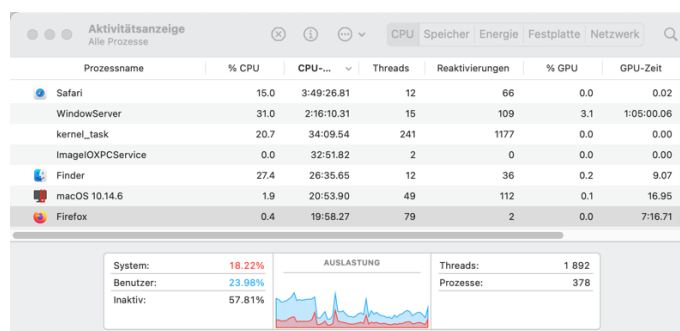 Aktivitätsanzeige
Alle Prozesse
CPU Speicher Energie Festplatte Netzwerk
Prozessname % CPU CPU-... Threads Reaktivierungen % GPU GPU-Zeit
Safari 15.0 3:49:26.81 12 66 0.0 0.02
WindowServer 31.0 2:16:10.31 15 109 3.1 1:05:00.06
kernel_task 20.7 34:09.54 241 1177 0.0 0.00
ImageIOXPCService 0.0 32:51.82 2 0 0.0 0.00
Finder 27.4 26:35.65 12 36 0.2 9.07
macOS 10.14.6 1.9 20:53.90 49 112 0.1 16.95
Firefox 0.4 19:58.27 79 2 0.0 7:16.71
System: 18.22% AUSLASTUNG Threads: 1 892
Benutzer: 23.98% Prozesse: 378
Inaktiv: 57.81%